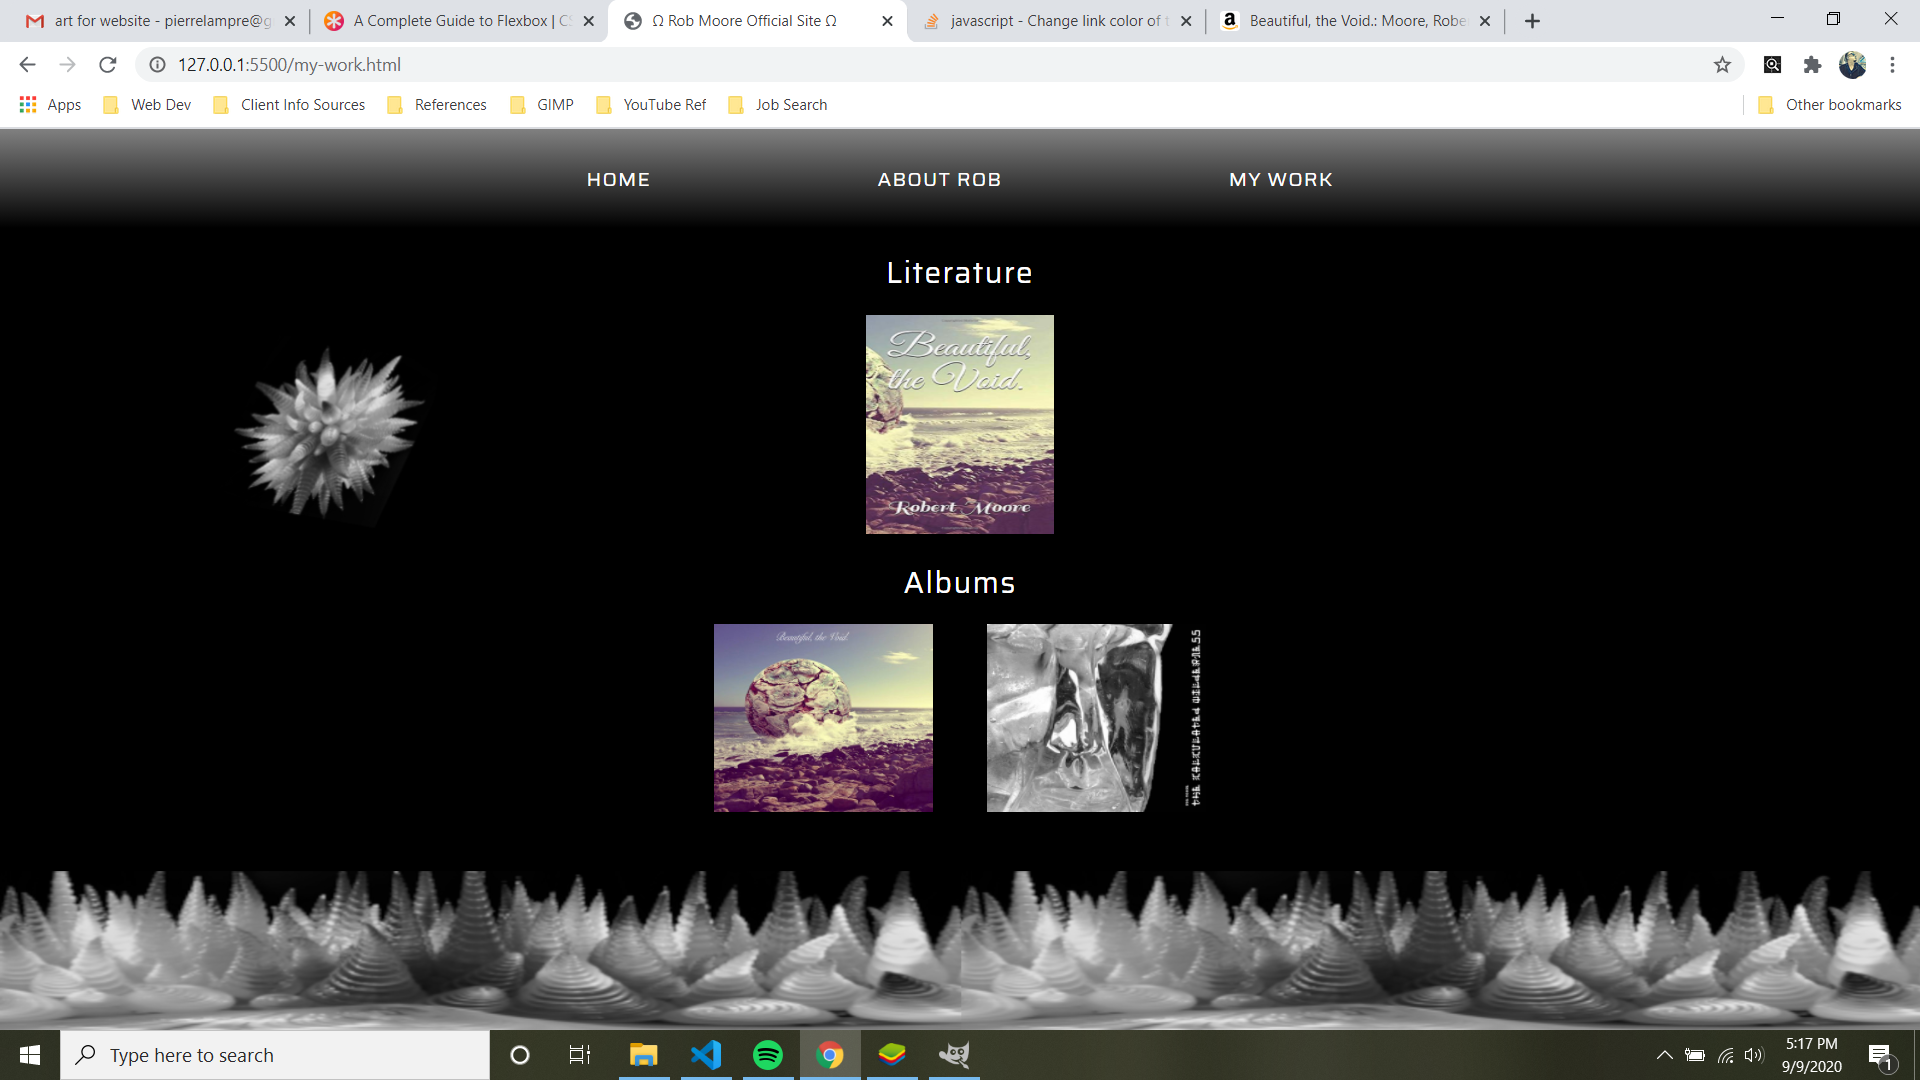 art for website - pierrelampre@g
A Complete Guide to Flexbox | CS
Ω Rob Moore Official Site Ω
javascript - Change link color of t
Beautiful, the Void.: Moore, Robe
127.0.0.1:5500/my-work.html
Apps
Web Dev
Client Info Sources
References
GIMP
YouTube Ref
Job Search
Other bookmarks
HOME
ABOUT ROB
MY WORK
Literature
Beautiful,
the Void.
Robert Moore
Albums
Beautiful, the Void.
Type here to search
5:17 PM
9/9/2020
1